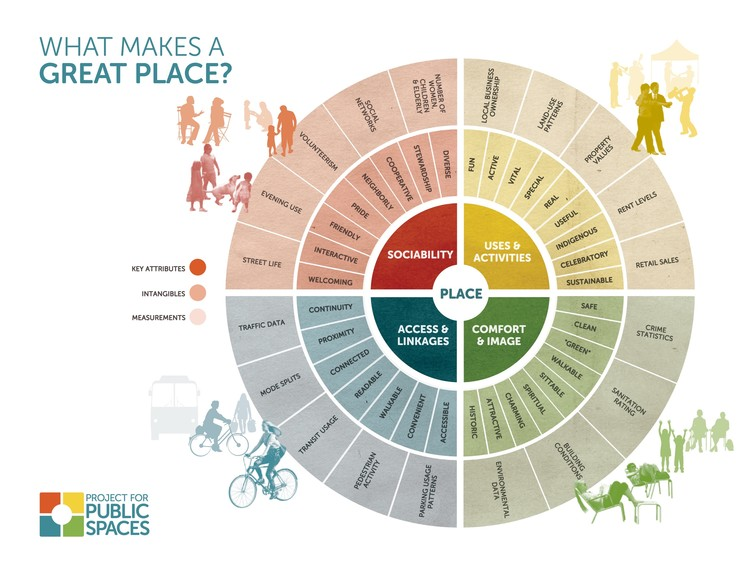 WHAT MAKES A
GREAT PLACE?
KEY ATTRIBUTES
INTANGIBLES
MEASUREMENTS
PLACE
SOCIABILITY
USES &
ACTIVITIES
ACCESS &
LINKAGES
COMFORT
& IMAGE
WELCOMING
INTERACTIVE
FRIENDLY
PRIDE
NEIGHBORLY
COOPERATIVE
STEWARDSHIP
DIVERSE
FUN
ACTIVE
VITAL
SPECIAL
REAL
USEFUL
INDIGENOUS
CELEBRATORY
SUSTAINABLE
SAFE
CLEAN
"GREEN"
WALKABLE
SITTABLE
SPIRITUAL
CHARMING
ATTRACTIVE
HISTORIC
ACCESSIBLE
CONVENIENT
WALKABLE
READABLE
CONNECTED
PROXIMITY
CONTINUITY
STREET LIFE
EVENING USE
VOLUNTEERISM
SOCIAL
NETWORKS
NUMBER OF
WOMEN,
CHILDREN
& ELDERLY
LOCAL BUSINESS
OWNERSHIP
LAND-USE
PATTERNS
PROPERTY
VALUES
RENT LEVELS
RETAIL SALES
CRIME
STATISTICS
SANITATION
RATING
BUILDING
CONDITIONS
ENVIRONMENTAL
DATA
PARKING USAGE
PATTERNS
PEDESTRIAN
ACTIVITY
TRANSIT USAGE
MODE SPLITS
TRAFFIC DATA
PROJECT FOR
PUBLIC
SPACES